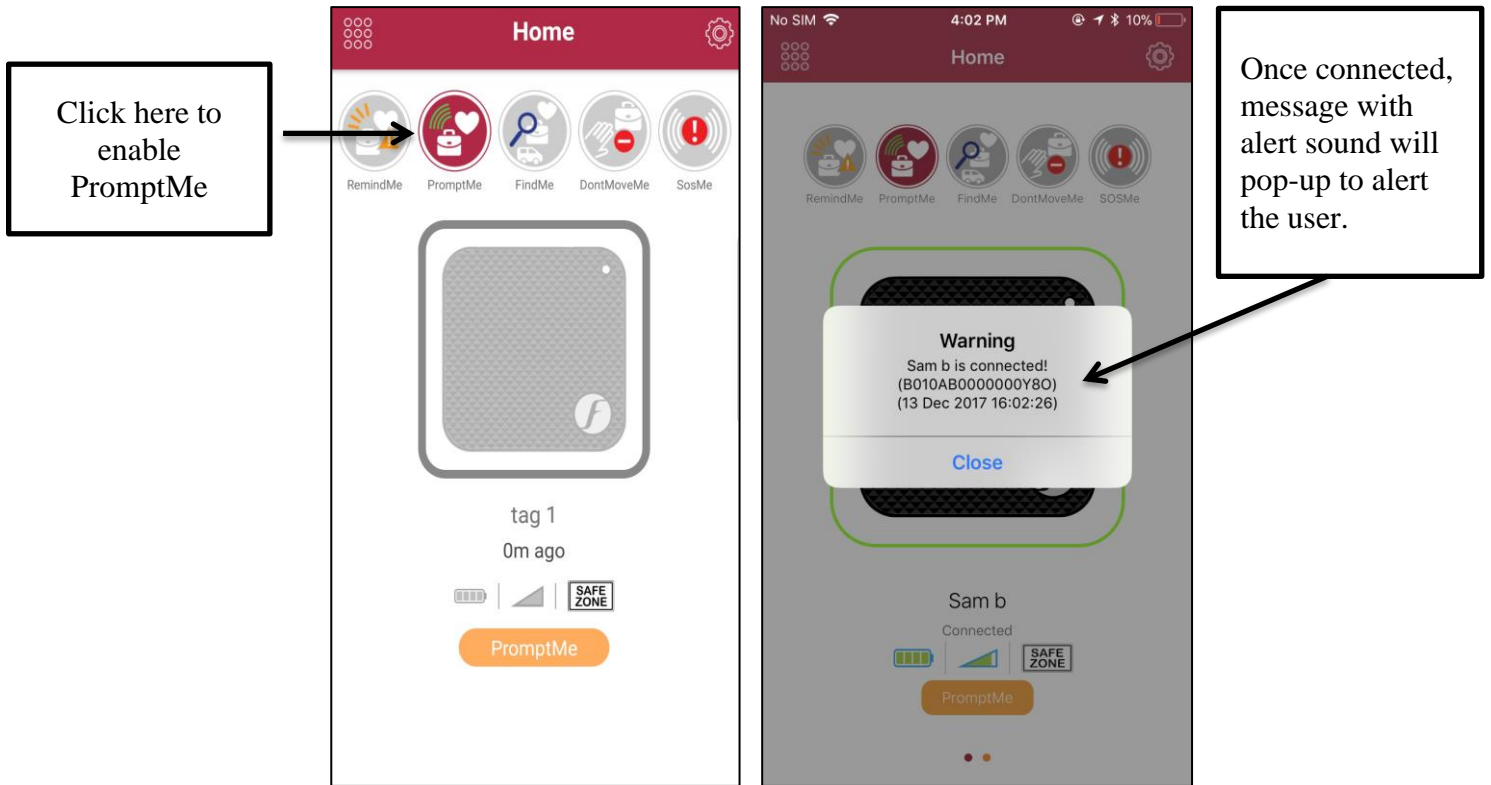 Click here to
enable
PromptMe
Home
RemindMe PromptMe FindMe DontMoveMe SosMe
tag 1
0m ago
SAFE
ZONE
PromptMe
No SIM 4:02 PM 10%
Home
RemindMe PromptMe FindMe DontMoveMe SOSMe
Warning
Sam b is connected!
(B010AB0000000Y8O)
(13 Dec 2017 16:02:26)
Close
Sam b
Connected
SAFE
ZONE
PromptMe
Once connected,
message with
alert sound will
pop-up to alert
the user.